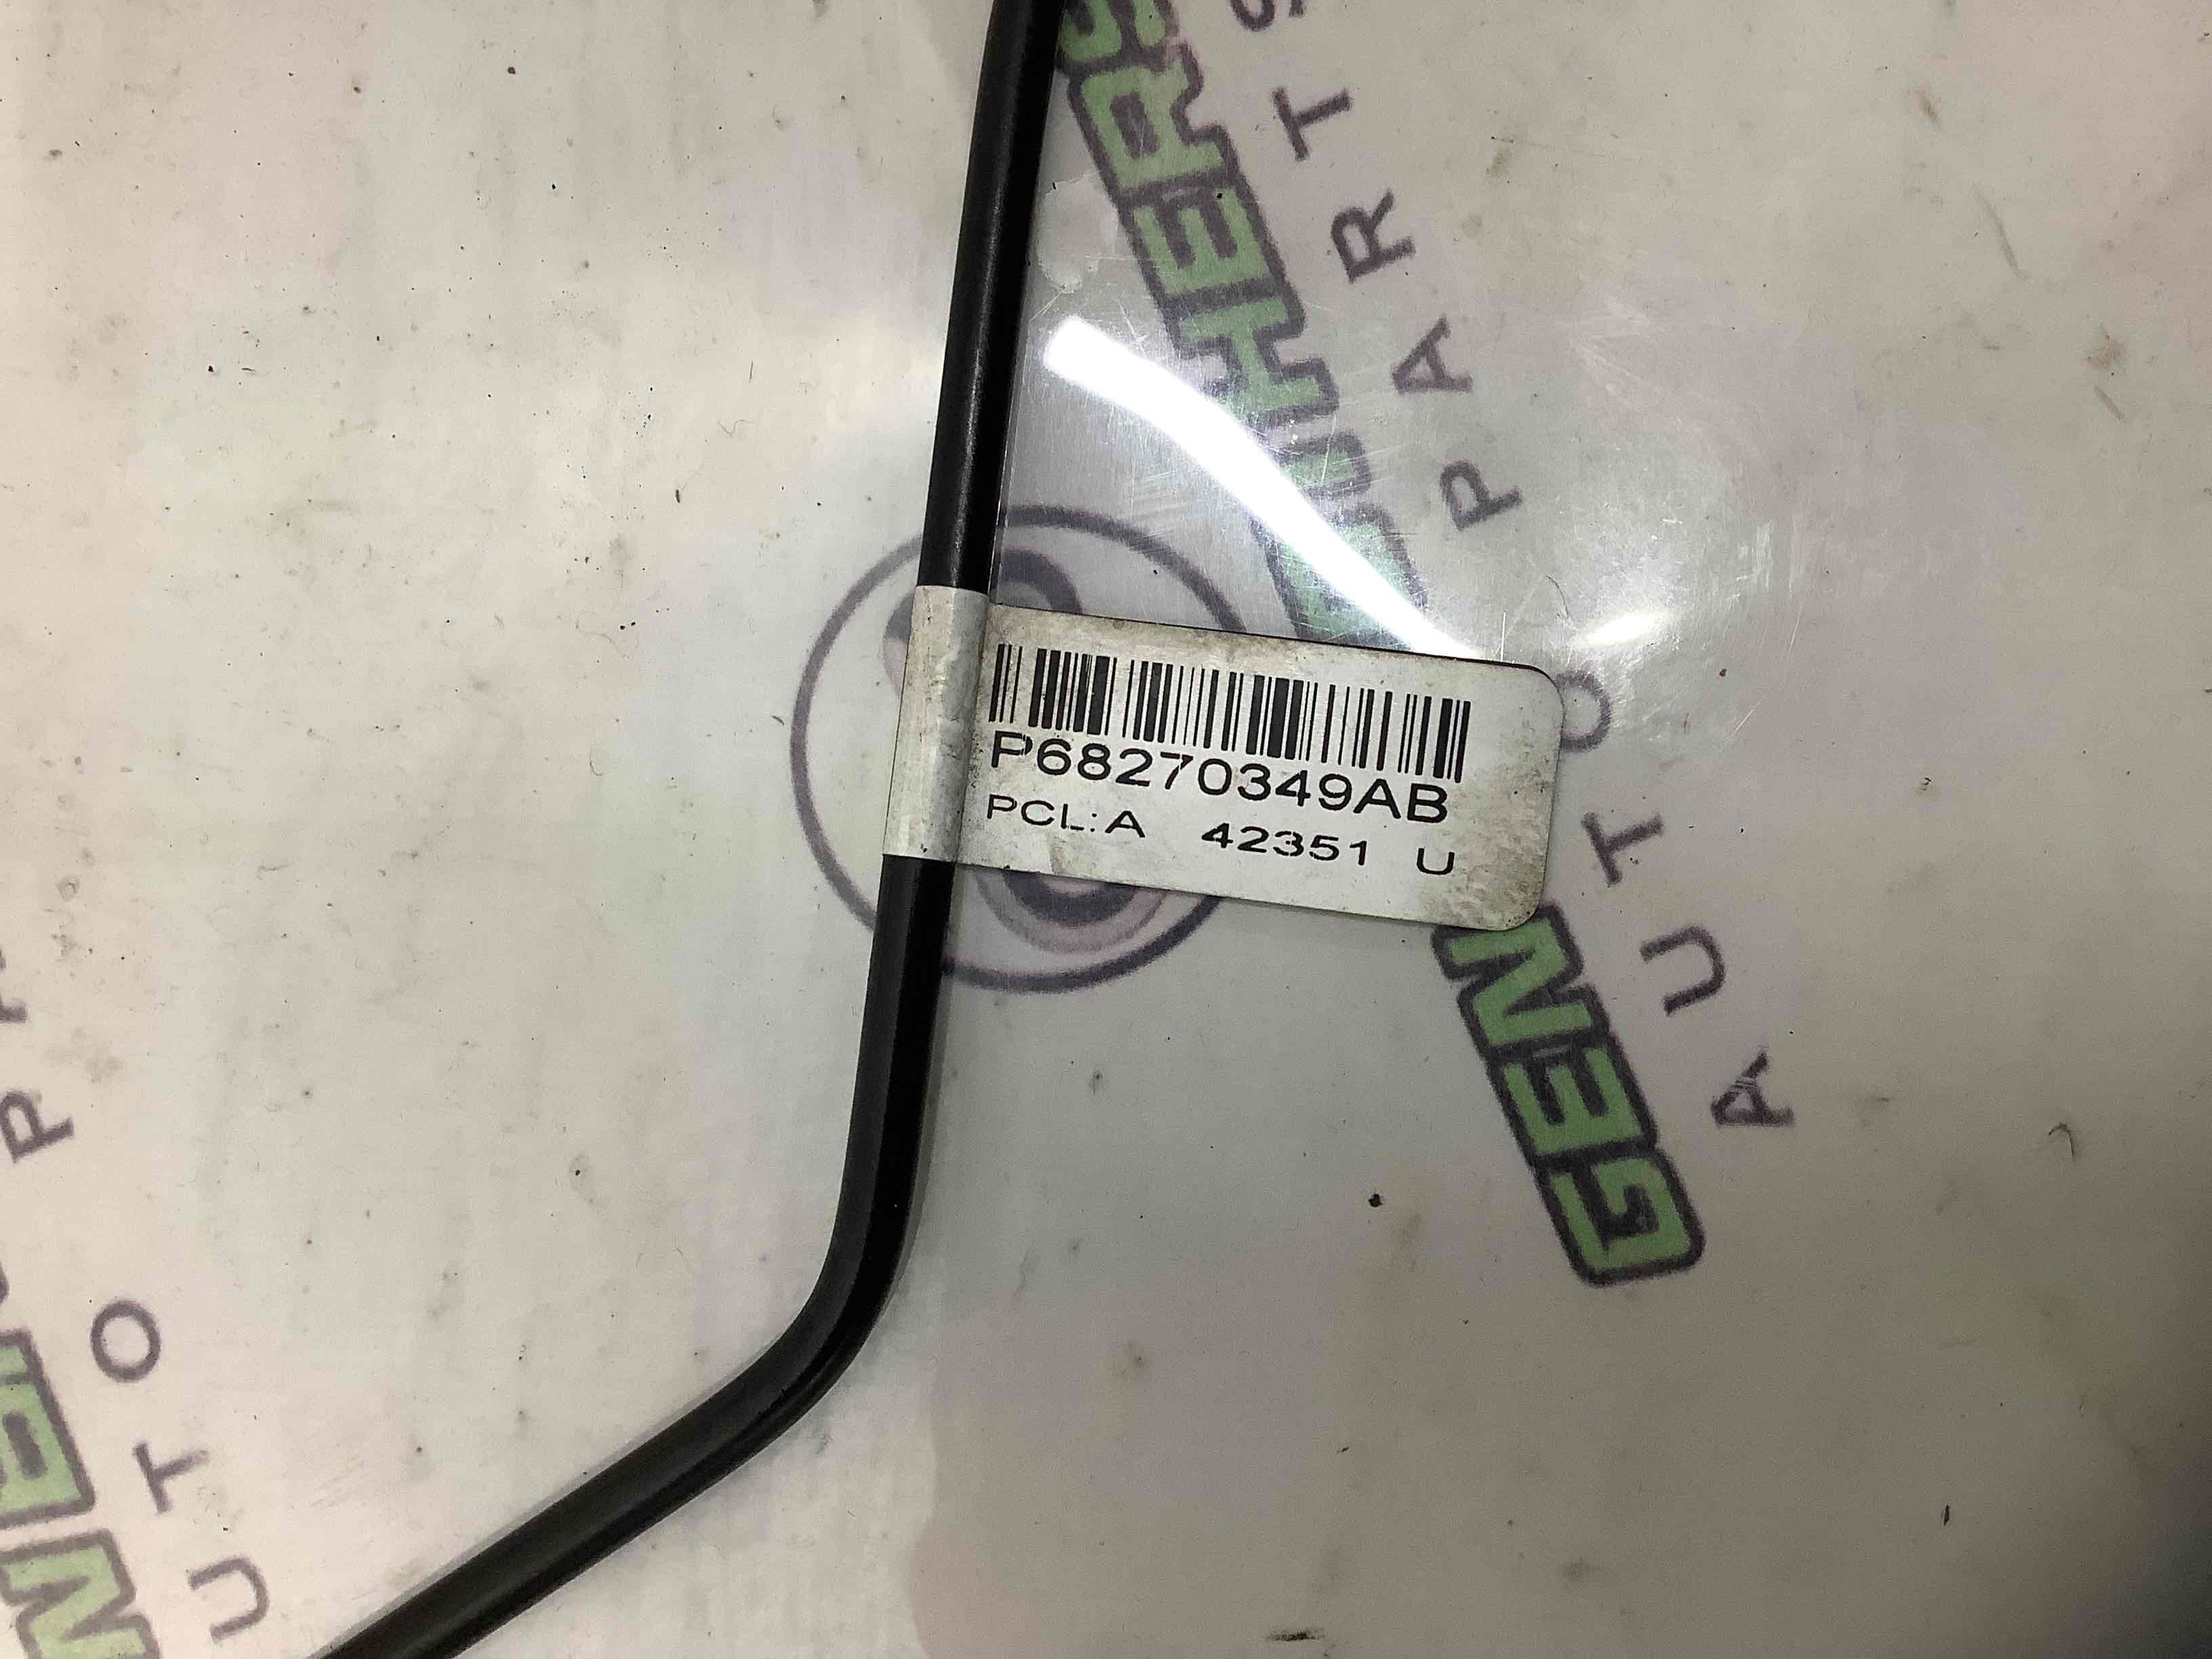 P68270349AB
PCL:A 42351 U
GEN
AUTO PARTS